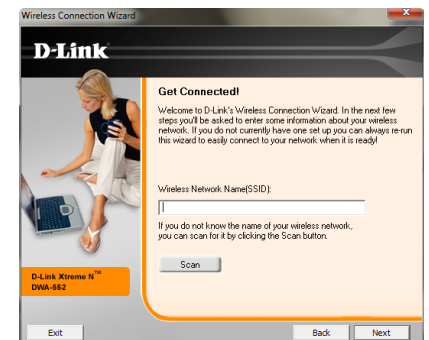 Wireless Connection Wizard
D-Link
Get Connected!
Welcome to D-Link's Wireless Connection Wizard. In the next few
steps you'll be asked to enter some information about your wireless
network. If you do not currently have one set up you can always re-run
this wizard to easily connect to your network when it is ready!
Wireless Network Name(SSID):
If you do not know the name of your wireless network,
you can scan for it by clicking the Scan button.
Scan
D-Link Xtreme N™
DWA-552
Exit
Back
Next